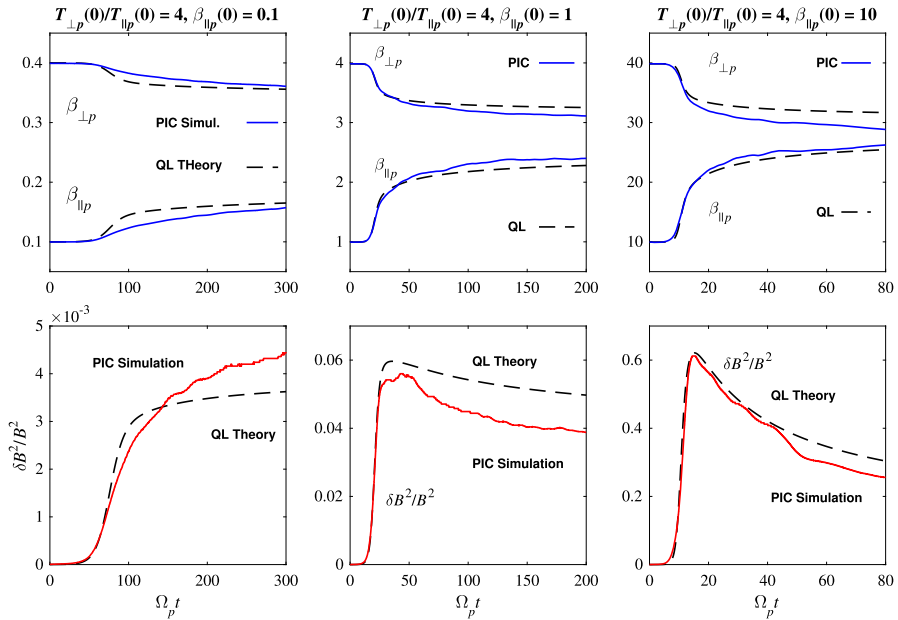 T⊥p(0)/T∥p(0) = 4, β∥p(0) = 0.1
0.4
0.3
0.2
0.1
β⊥p
PIC Simul.
QL THeory
β∥p
0 100 200 300
T⊥p(0)/T∥p(0) = 4, β∥p(0) = 1
4
3
2
1
β⊥p
PIC
β∥p
QL
0 50 100 150 200
T⊥p(0)/T∥p(0) = 4, β∥p(0) = 10
40
30
20
10
β⊥p
PIC
β∥p
QL
0 20 40 60 80
×10⁻³
5
4
3
2
1
0
δB²/B²
PIC Simulation
QL Theory
0 100 200 300
Ωp t
0.06
0.04
0.02
0
QL Theory
PIC Simulation
δB²/B²
0 50 100 150 200
Ωp t
0.6
0.4
0.2
0
δB²/B²
QL Theory
PIC Simulation
0 20 40 60 80
Ωp t